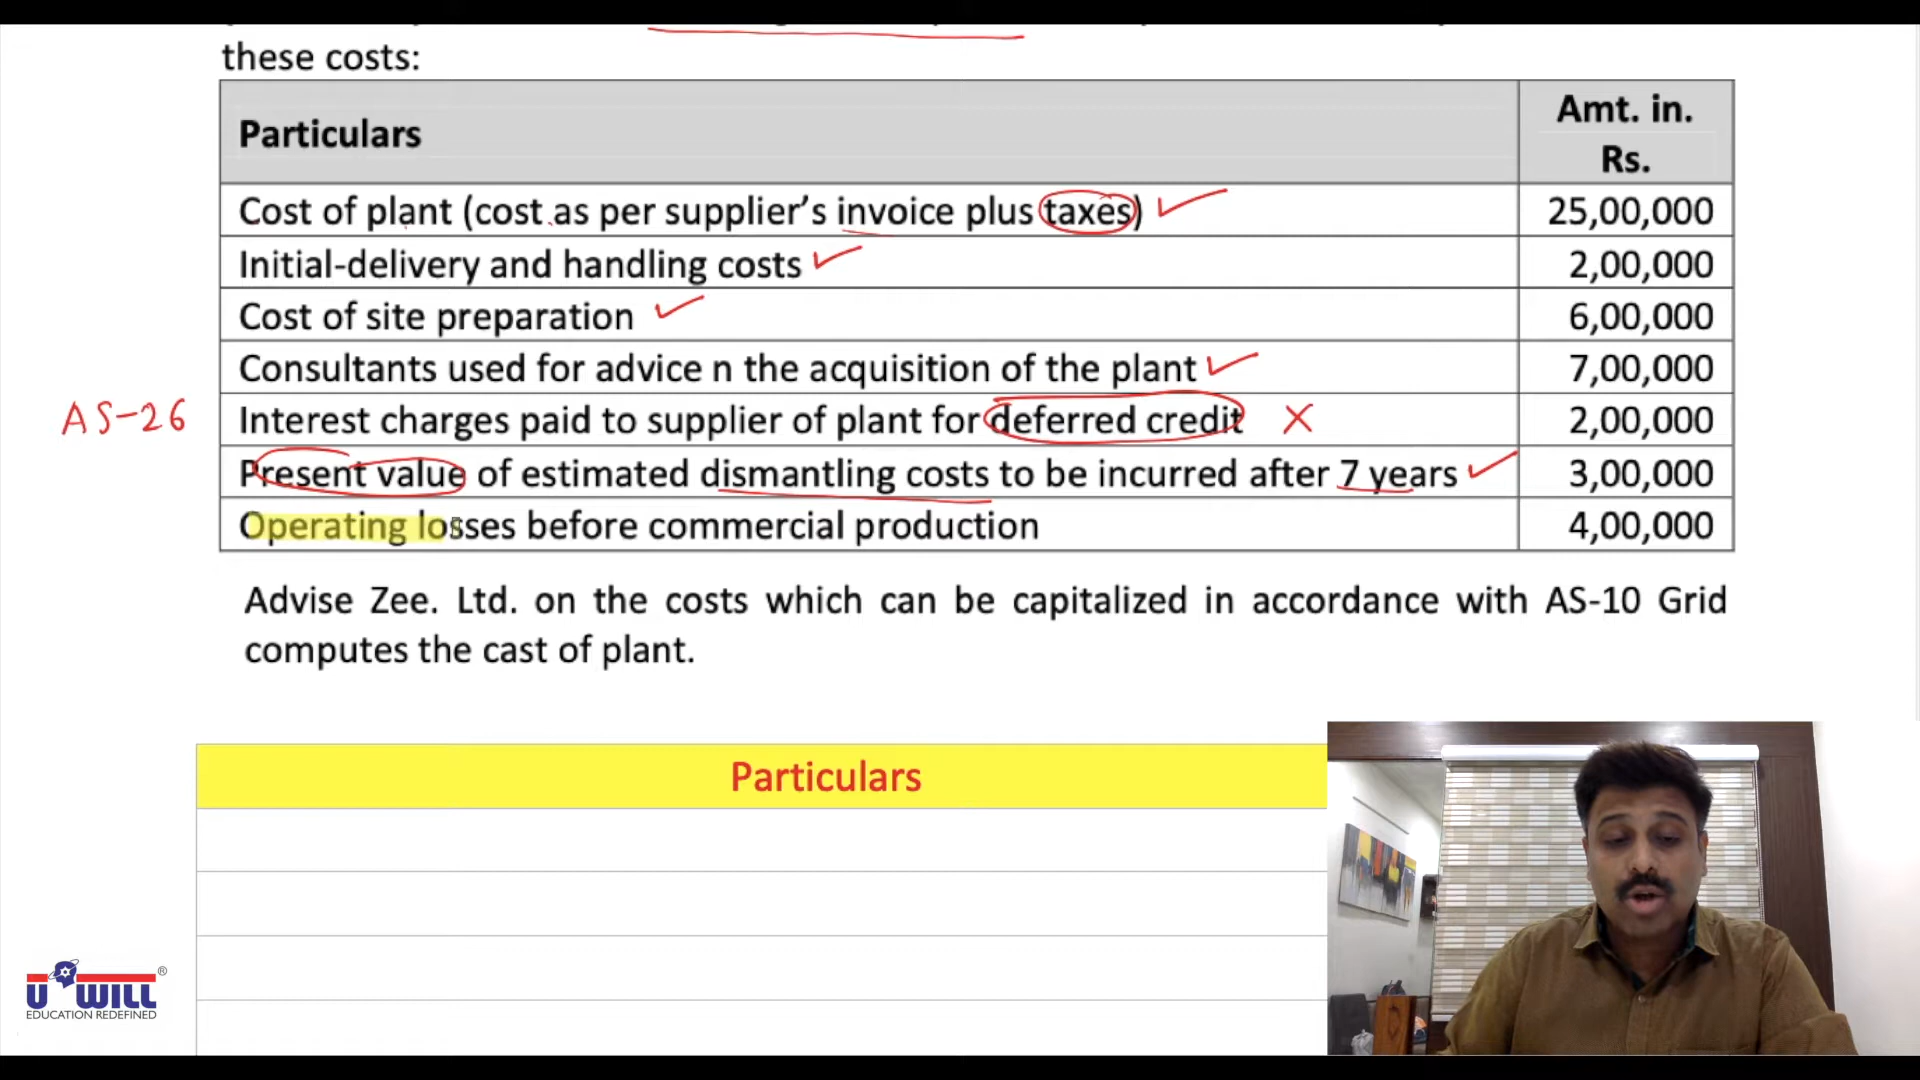 these costs:
Particulars Amt. in. Rs.
Cost of plant (cost as per supplier's invoice plus taxes) 25,00,000
Initial-delivery and handling costs 2,00,000
Cost of site preparation 6,00,000
Consultants used for advice n the acquisition of the plant 7,00,000
AS-26
Interest charges paid to supplier of plant for deferred credit X 2,00,000
Present value of estimated dismantling costs to be incurred after 7 years 3,00,000
Operating losses before commercial production 4,00,000
Advise Zee. Ltd. on the costs which can be capitalized in accordance with AS-10 Grid
computes the cast of plant.
Particulars
U WILL ®
EDUCATION REDEFINED